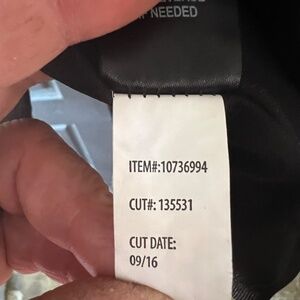 IF NEEDED
ITEM#:10736994
CUT#: 135531
CUT DATE:
09/16